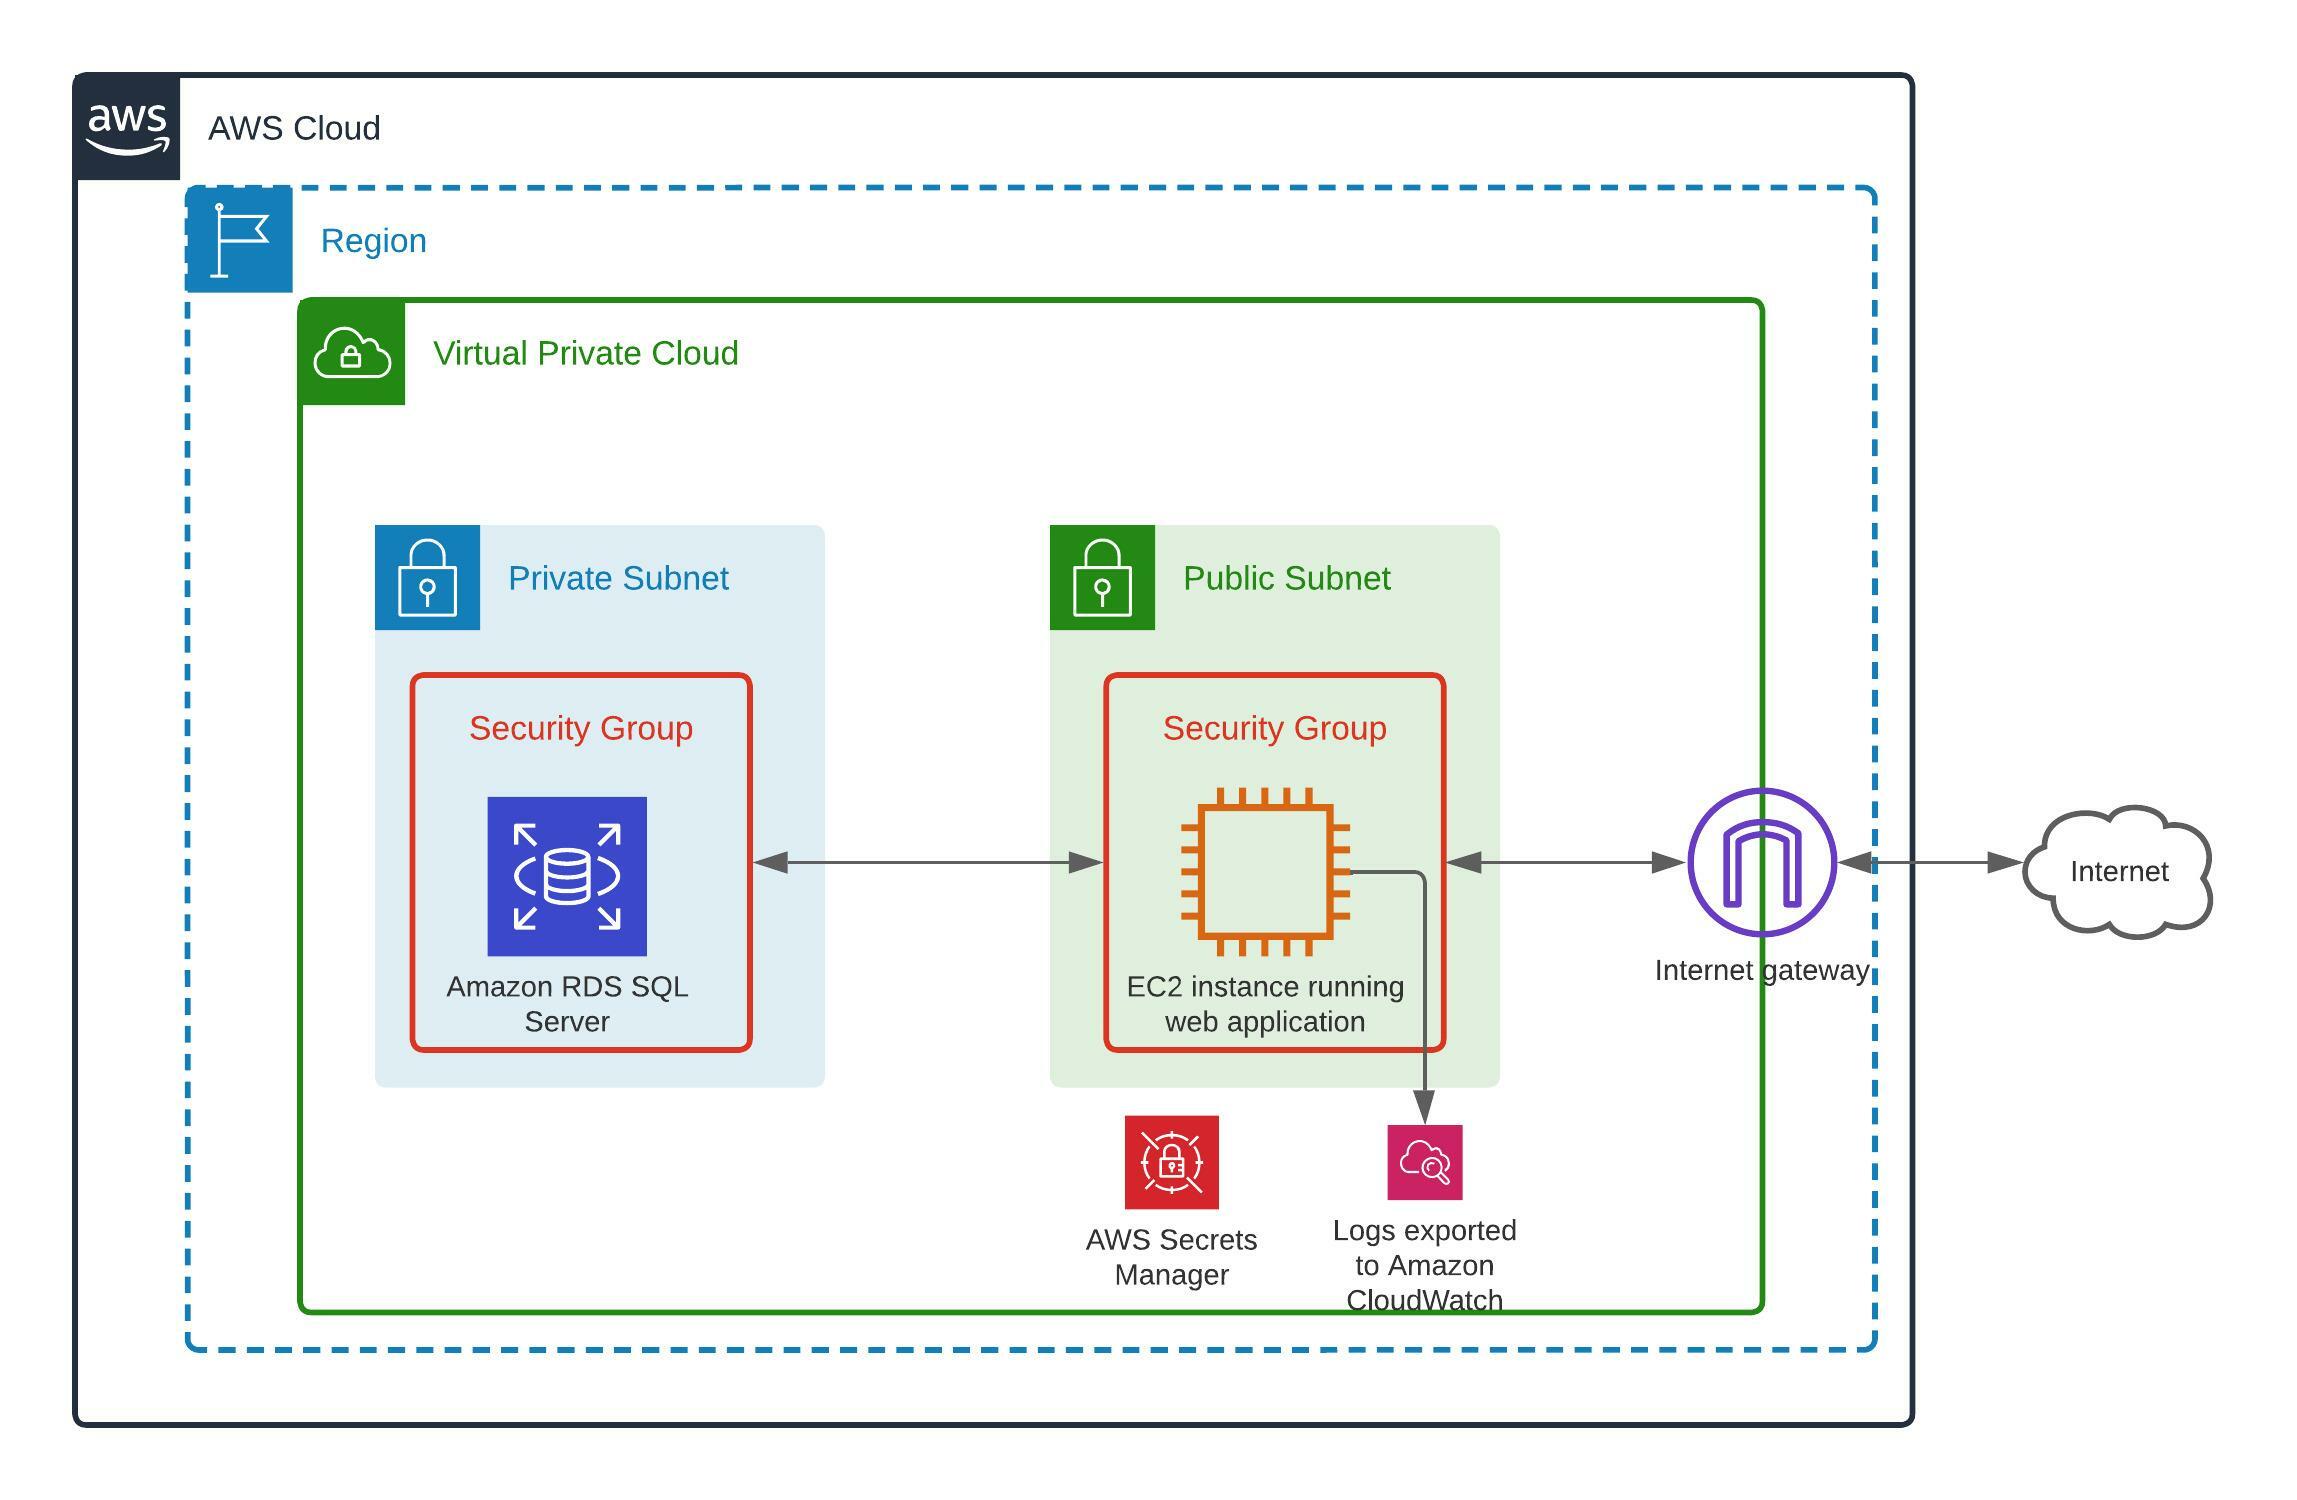 aws
AWS Cloud
Region
Virtual Private Cloud
Private Subnet
Public Subnet
Security Group
Security Group
Amazon RDS SQL
Server
EC2 instance running
web application
Internet gateway
Internet
AWS Secrets
Manager
Logs exported
to Amazon
CloudWatch